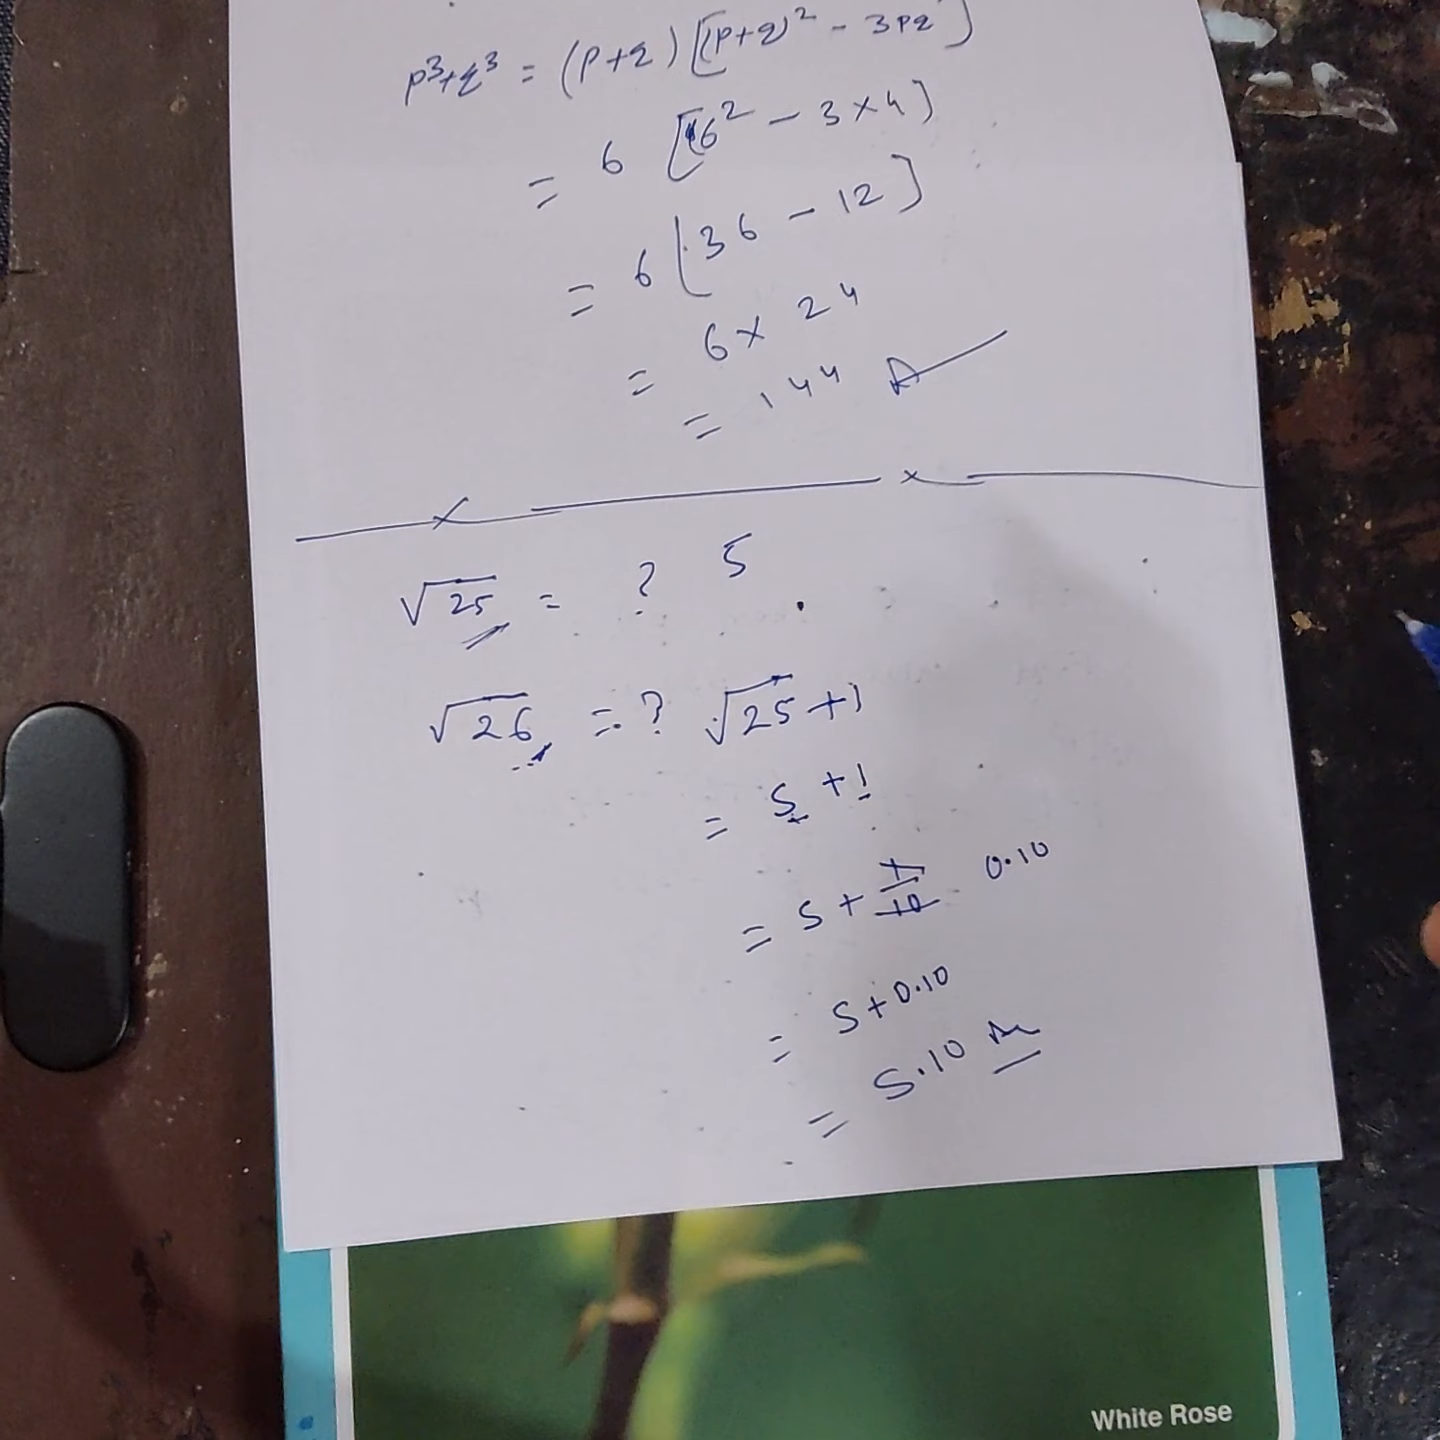 p³+q³ = (p+q) [(p+q)² - 3pq]
= 6 [(6² - 3×4]
= 6 [36 - 12]
= 6 × 24
= 144
√25 = ? 5
√26 = ? √25+1
= 5 + 1
= 5 + 1/10 0.10
= 5+0.10
= 5.10
White Rose